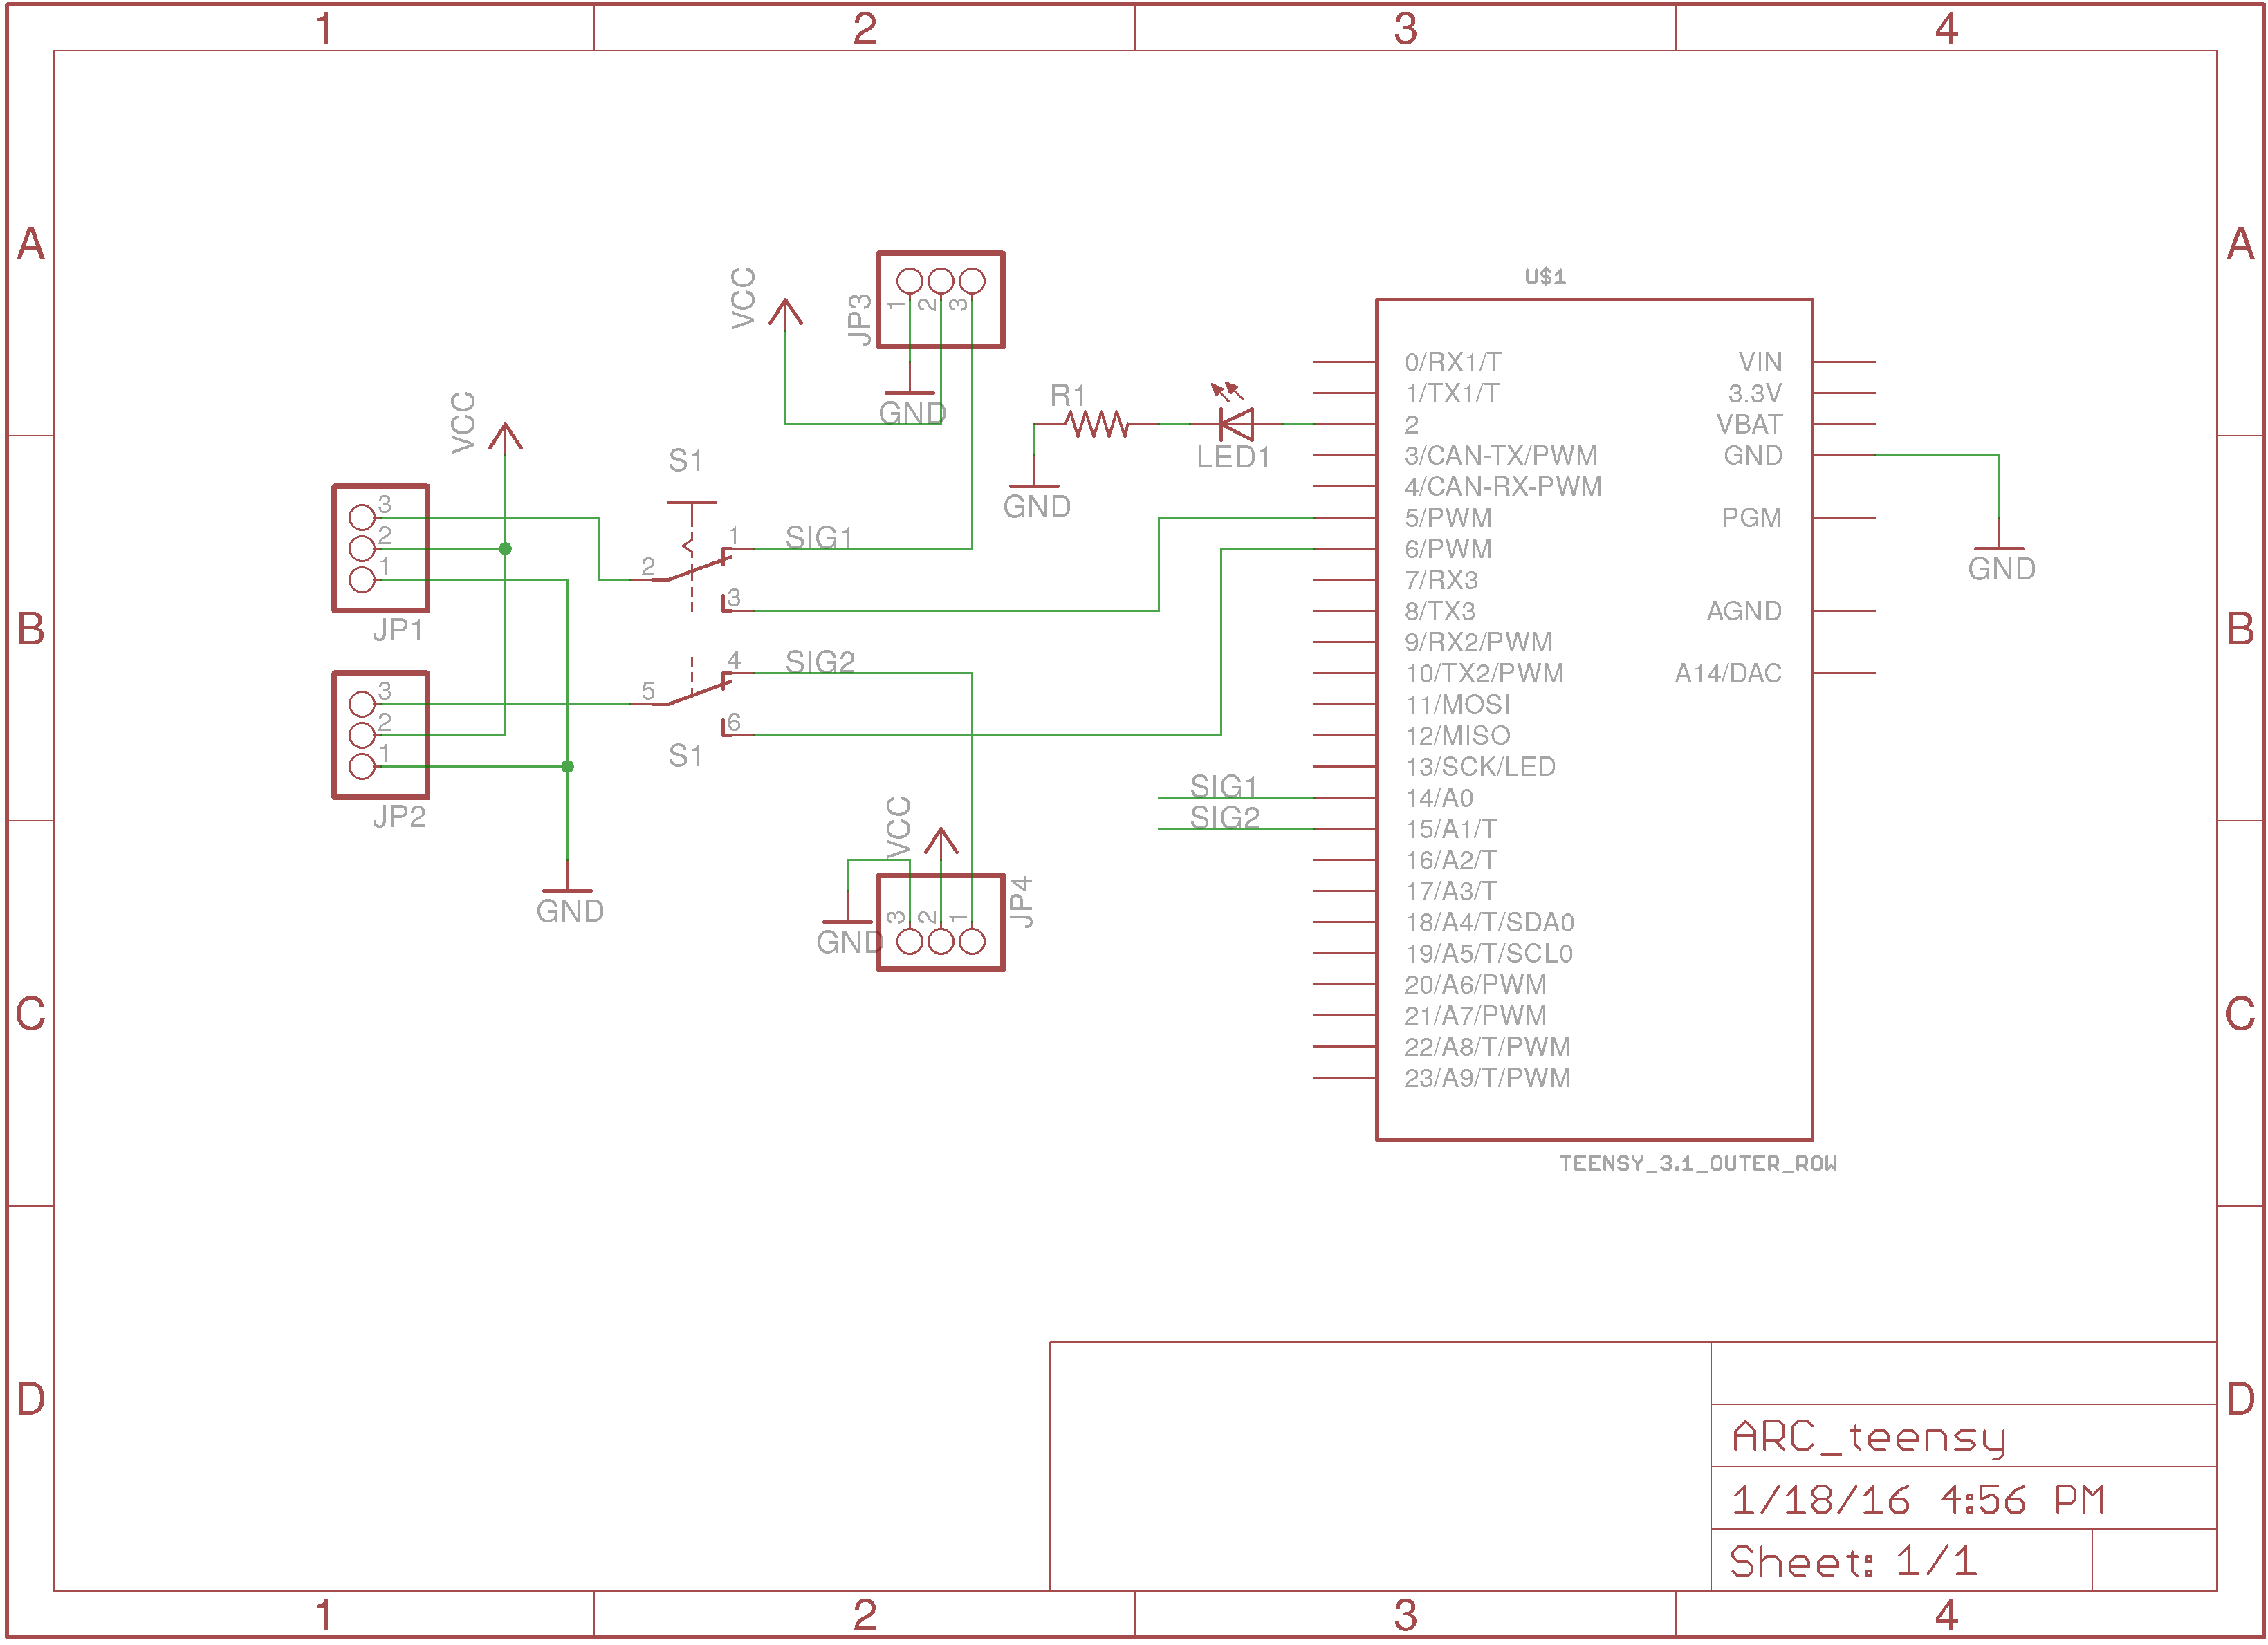 1 2 3 4
A A
B B
C C
D D
VCC
JP3
1 2 3
GND
VCC
3
2
1
JP1
3
2
1
JP2
GND
S1
2
1
SIG1
3
5
4
SIG2
6
S1
VCC
GND
3 2 1
JP4
R1
LED1
GND
U$1
0/RX1/T VIN
1/TX1/T 3.3V
2 VBAT
3/CAN-TX/PWM GND
4/CAN-RX-PWM
5/PWM PGM
6/PWM
7/RX3
8/TX3 AGND
9/RX2/PWM
10/TX2/PWM A14/DAC
11/MOSI
12/MISO
13/SCK/LED
SIG1 14/A0
SIG2 15/A1/T
16/A2/T
17/A3/T
18/A4/T/SDA0
19/A5/T/SCL0
20/A6/PWM
21/A7/PWM
22/A8/T/PWM
23/A9/T/PWM
GND
TEENSY_3.1_OUTER_ROW
ARC_teensy
1/18/16 4:56 PM
Sheet: 1/1
1 2 3 4